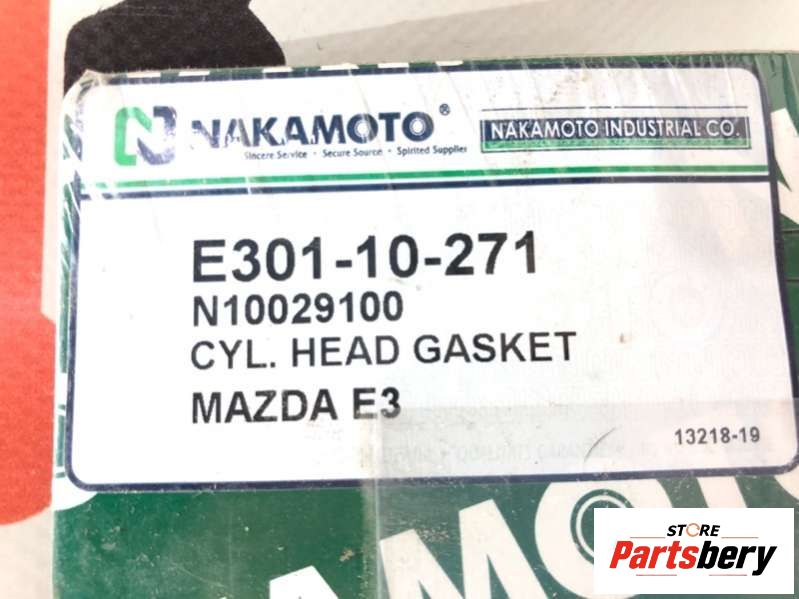 NAKAMOTO®
Sincere Service • Secure Source • Spirited Supplier
NAKAMOTO INDUSTRIAL CO.
E301-10-271
N10029100
CYL. HEAD GASKET
MAZDA E3
13218-19
AMOTO
STORE
Partsbery